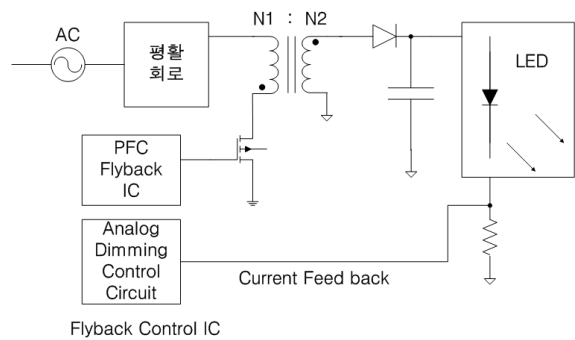 AC
평활
회로
N1 : N2
LED
PFC
Flyback
IC
Analog
Dimming
Control
Circuit
Current Feed back
Flyback Control IC